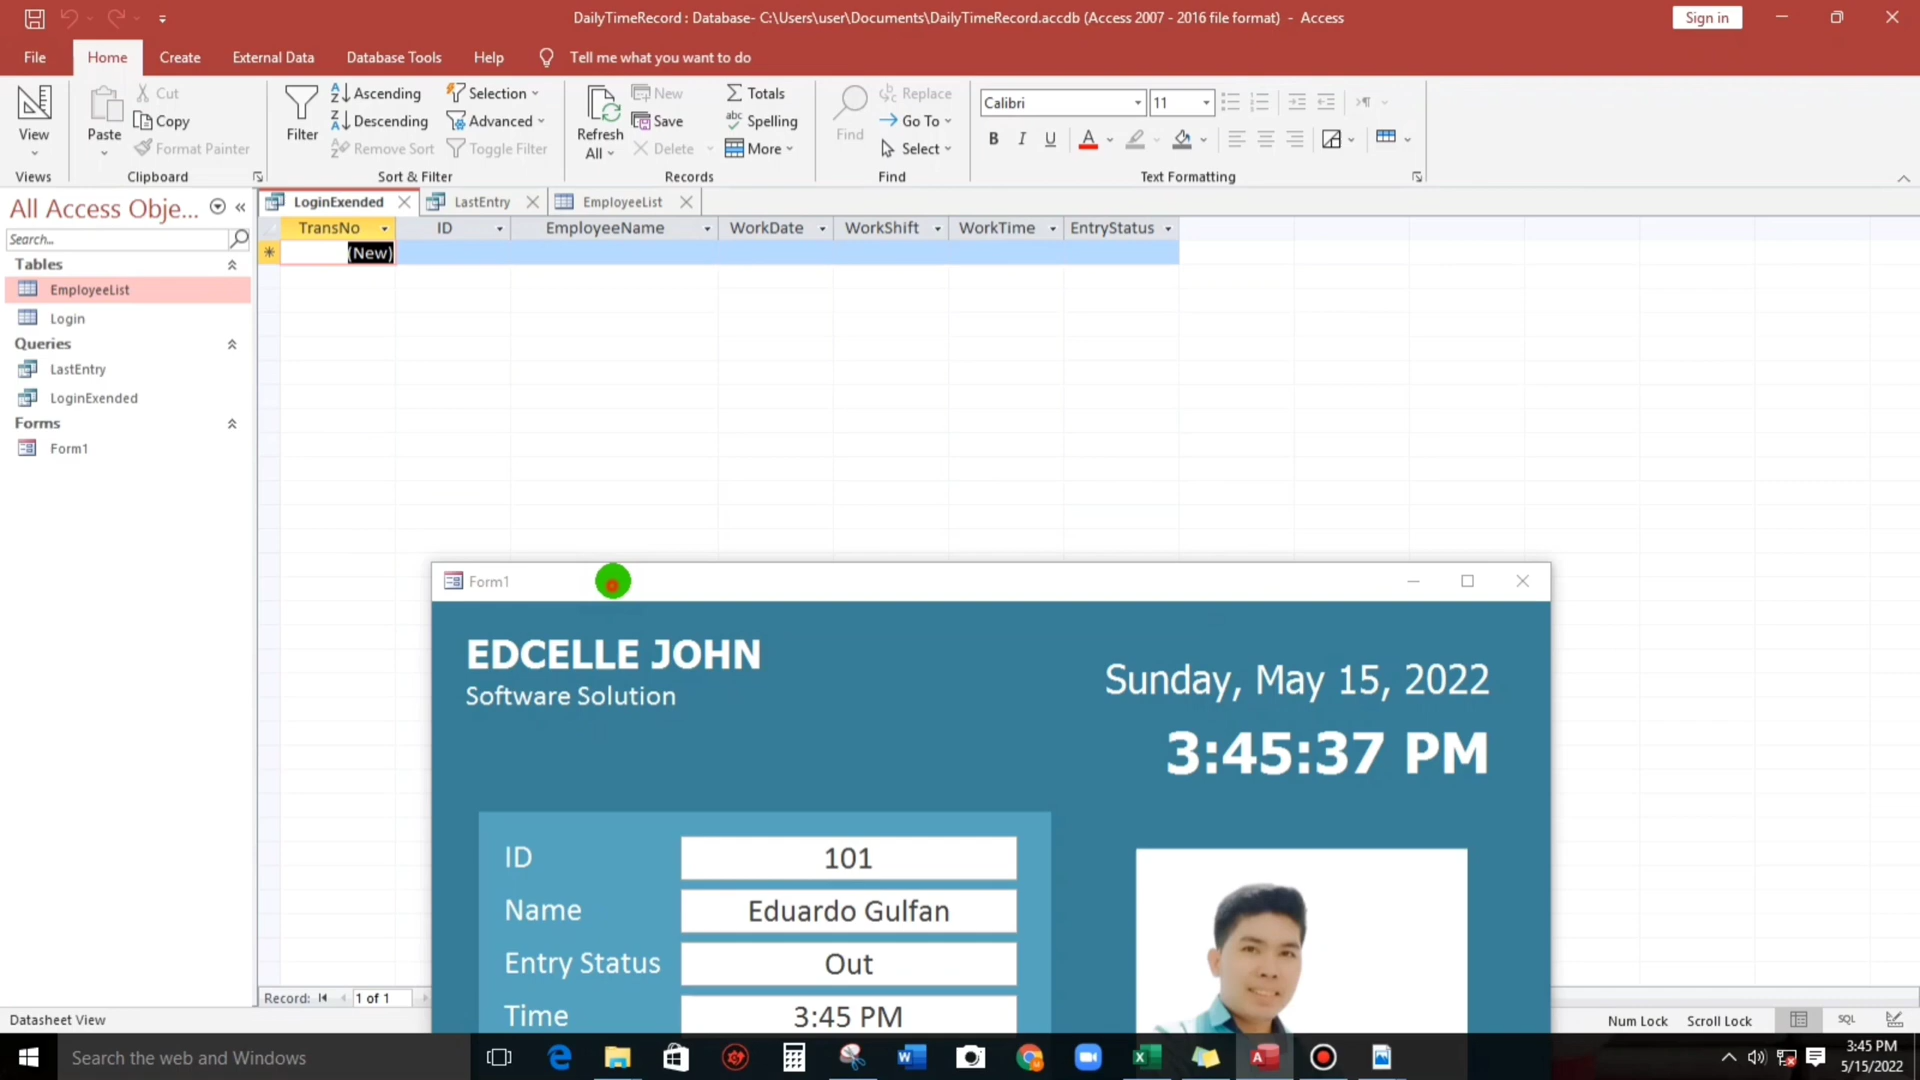 DailyTimeRecord : Database- C:\Users\user\Documents\DailyTimeRecord.accdb (Access 2007 - 2016 file format) - Access
Sign in
File Home Create External Data Database Tools Help Tell me what you want to do
View
Views
Paste
Cut
Copy
Format Painter
Clipboard
Filter
Ascending
Descending
Remove Sort
Selection
Advanced
Toggle Filter
Sort & Filter
Refresh
All
New
Save
Delete
Totals
Spelling
More
Records
Find
Replace
Go To
Select
Find
Calibri 11
B I U
Text Formatting
All Access Obje...
Search...
Tables
EmployeeList
Login
Queries
LastEntry
LoginExended
Forms
Form1
LoginExended LastEntry EmployeeList
TransNo ID EmployeeName WorkDate WorkShift WorkTime EntryStatus
(New)
Form1
EDCELLE JOHN
Software Solution
Sunday, May 15, 2022
3:45:37 PM
ID 101
Name Eduardo Gulfan
Entry Status Out
Time 3:45 PM
Record: 1 of 1
Datasheet View
Num Lock Scroll Lock SQL
Search the web and Windows
3:45 PM
5/15/2022